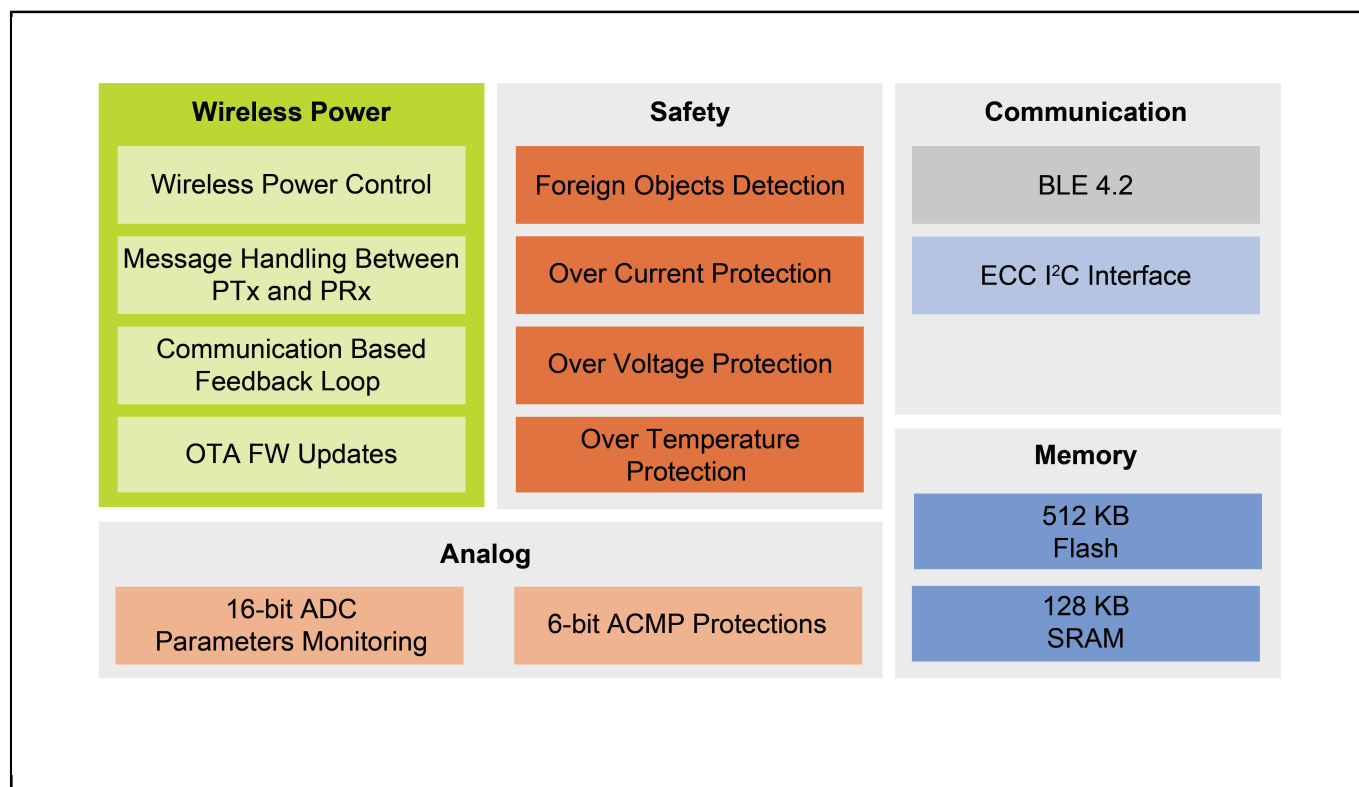 Wireless Power
Wireless Power Control
Message Handling Between
PTx and PRx
Communication Based
Feedback Loop
OTA FW Updates
Safety
Foreign Objects Detection
Over Current Protection
Over Voltage Protection
Over Temperature
Protection
Communication
BLE 4.2
ECC I²C Interface
Memory
512 KB
Flash
128 KB
SRAM
Analog
16-bit ADC
Parameters Monitoring
6-bit ACMP Protections